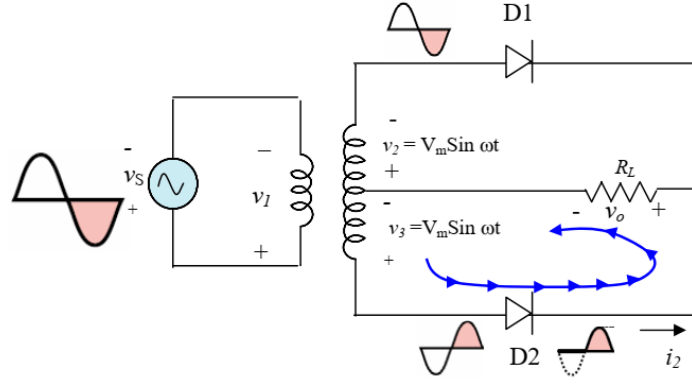 D1
-
v2 = VmSin ωt
+
-
vS
+
−
v1
+
RL
-
vo
+
-
v3 =VmSin ωt
+
D2
i2